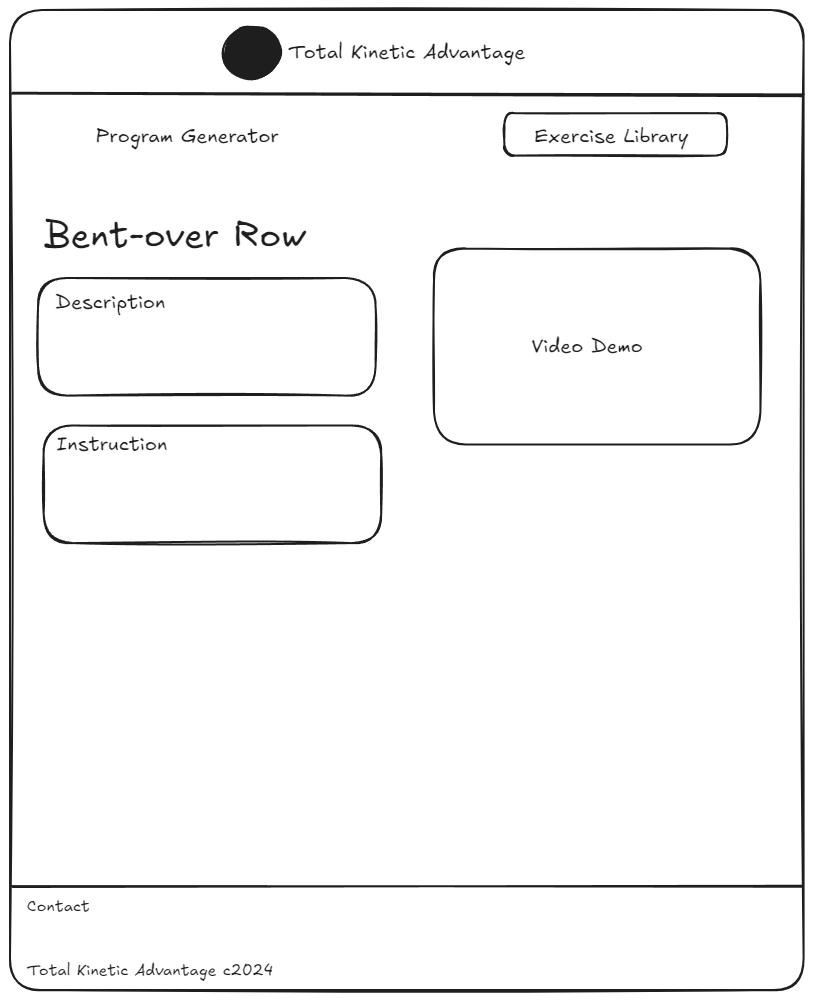 Total Kinetic Advantage
Program Generator
Exercise Library
Bent-over Row
Description
Video Demo
Instruction
Contact
Total Kinetic Advantage c2024